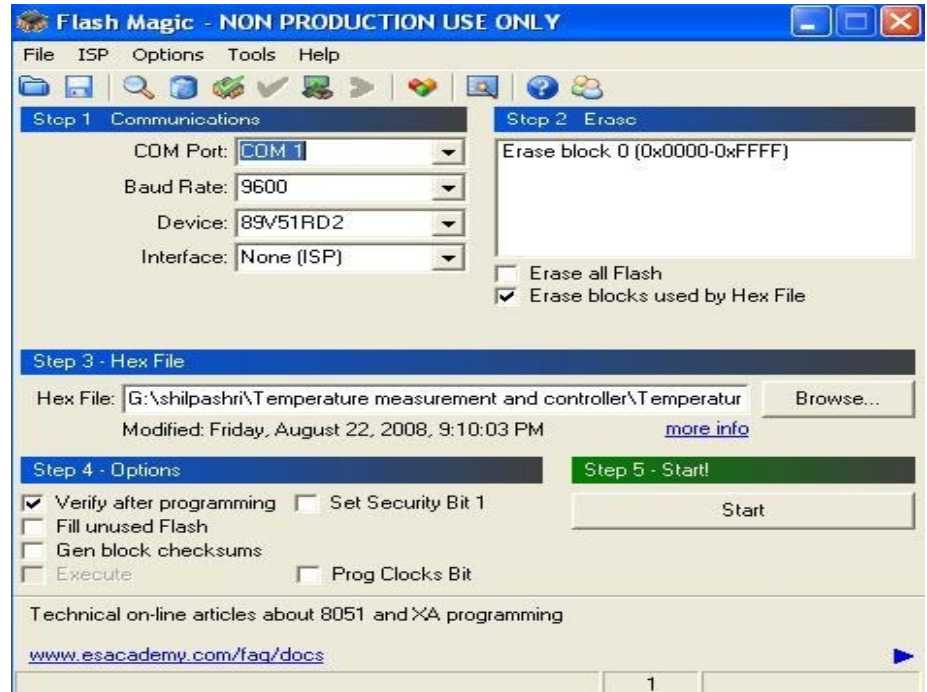 Flash Magic - NON PRODUCTION USE ONLY
File ISP Options Tools Help
Step 1 - Communications
COM Port: COM 1
Baud Rate: 9600
Device: 89V51RD2
Interface: None (ISP)
Step 2 - Erase
Erase block 0 (0x0000-0xFFFF)
Erase all Flash
Erase blocks used by Hex File
Step 3 - Hex File
Hex File: G:\shilpashri\Temperature measurement and controller\Temperatur
Browse...
Modified: Friday, August 22, 2008, 9:10:03 PM
more info
Step 4 - Options
Verify after programming
Set Security Bit 1
Fill unused Flash
Gen block checksums
Execute
Prog Clocks Bit
Step 5 - Start!
Start
Technical on-line articles about 8051 and XA programming
www.esacademy.com/faq/docs
1